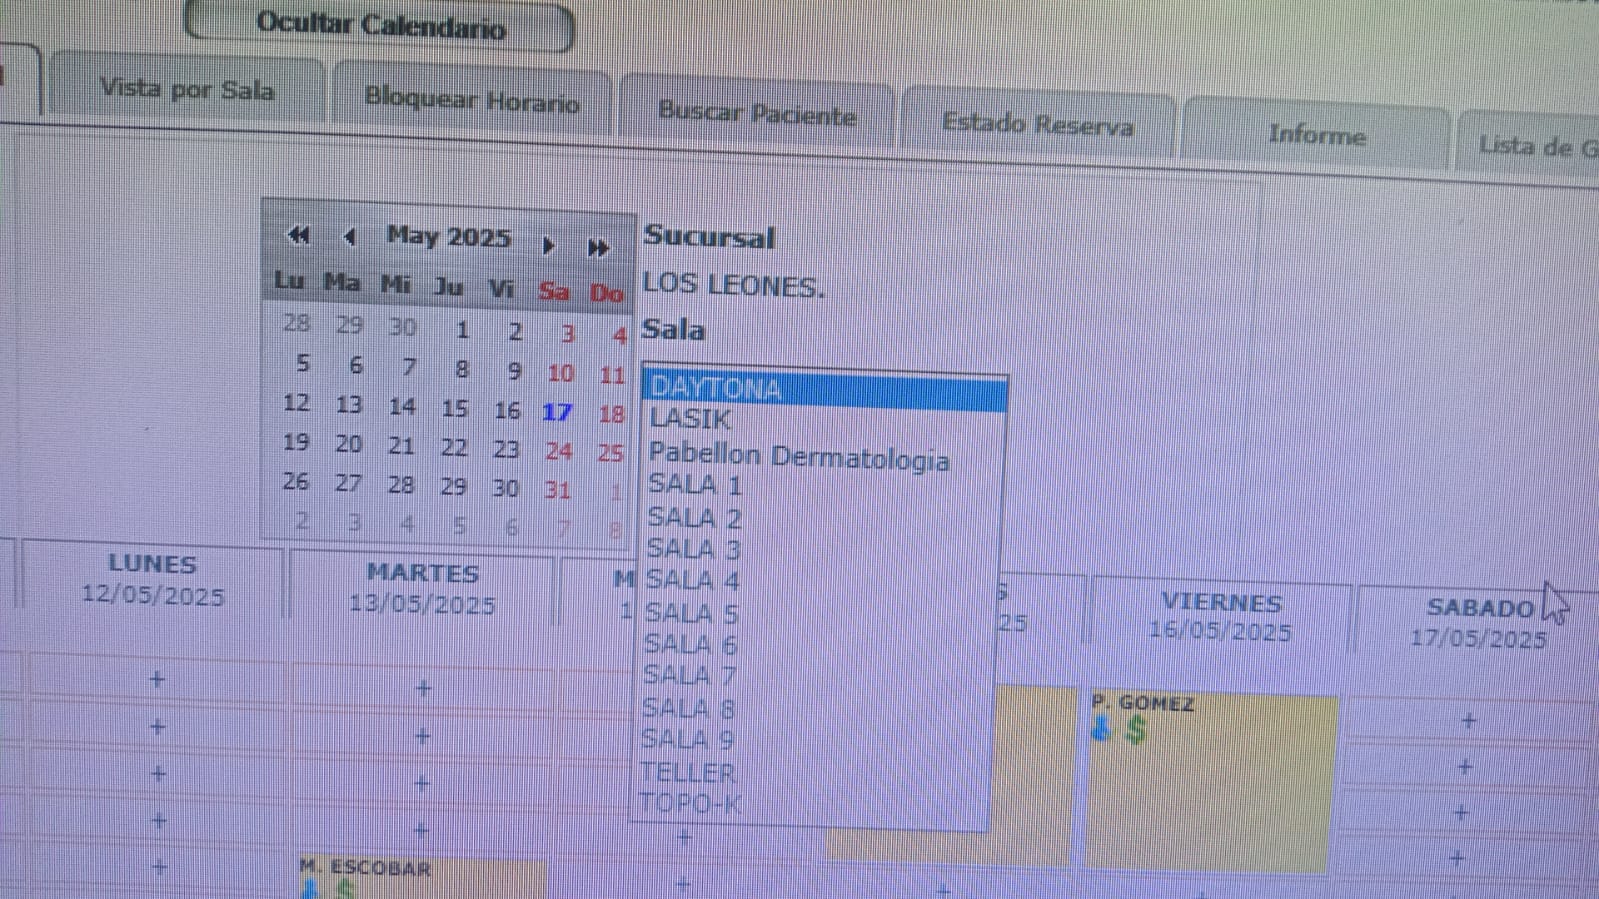 Ocultar Calendario
Vista por Sala
Bloquear Horario
Buscar Paciente
Estado Reserva
Informe
Lista de G
May 2025
Lu Ma Mi Ju Vi Sa Do
28 29 30 1 2 3 4
5 6 7 8 9 10 11
12 13 14 15 16 17 18
19 20 21 22 23 24 25
26 27 28 29 30 31 1
2 3 4 5 6 7 8
Sucursal
LOS LEONES.
Sala
DAYTONA
LASIK
Pabellon Dermatologia
SALA 1
SALA 2
SALA 3
SALA 4
SALA 5
SALA 6
SALA 7
SALA 8
SALA 9
TELLER
TOPO-K
LUNES
12/05/2025
MARTES
13/05/2025
M
1
S
25
VIERNES
16/05/2025
SABADO
17/05/2025
P. GOMEZ
$
M. ESCOBAR
$